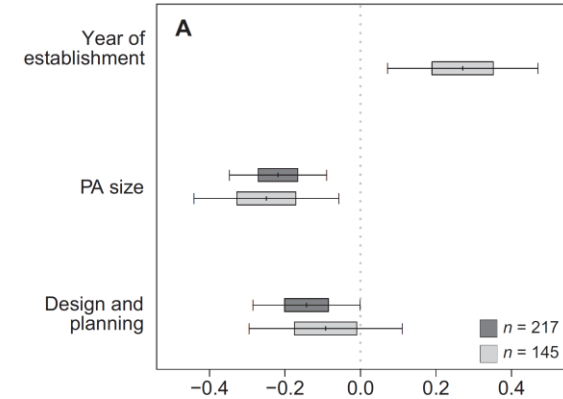 A
Year of
establishment
PA size
Design and
planning
n = 217
n = 145
−0.4 −0.2 0.0 0.2 0.4